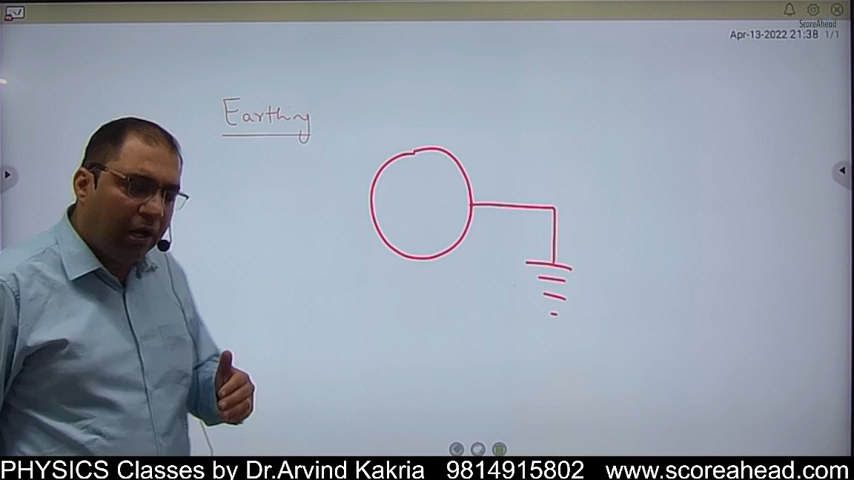 ScoreAhead
Apr-13-2022 21:38 1/1
Earthing
PHYSICS Classes by Dr.Arvind Kakria 9814915802 www.scoreahead.com